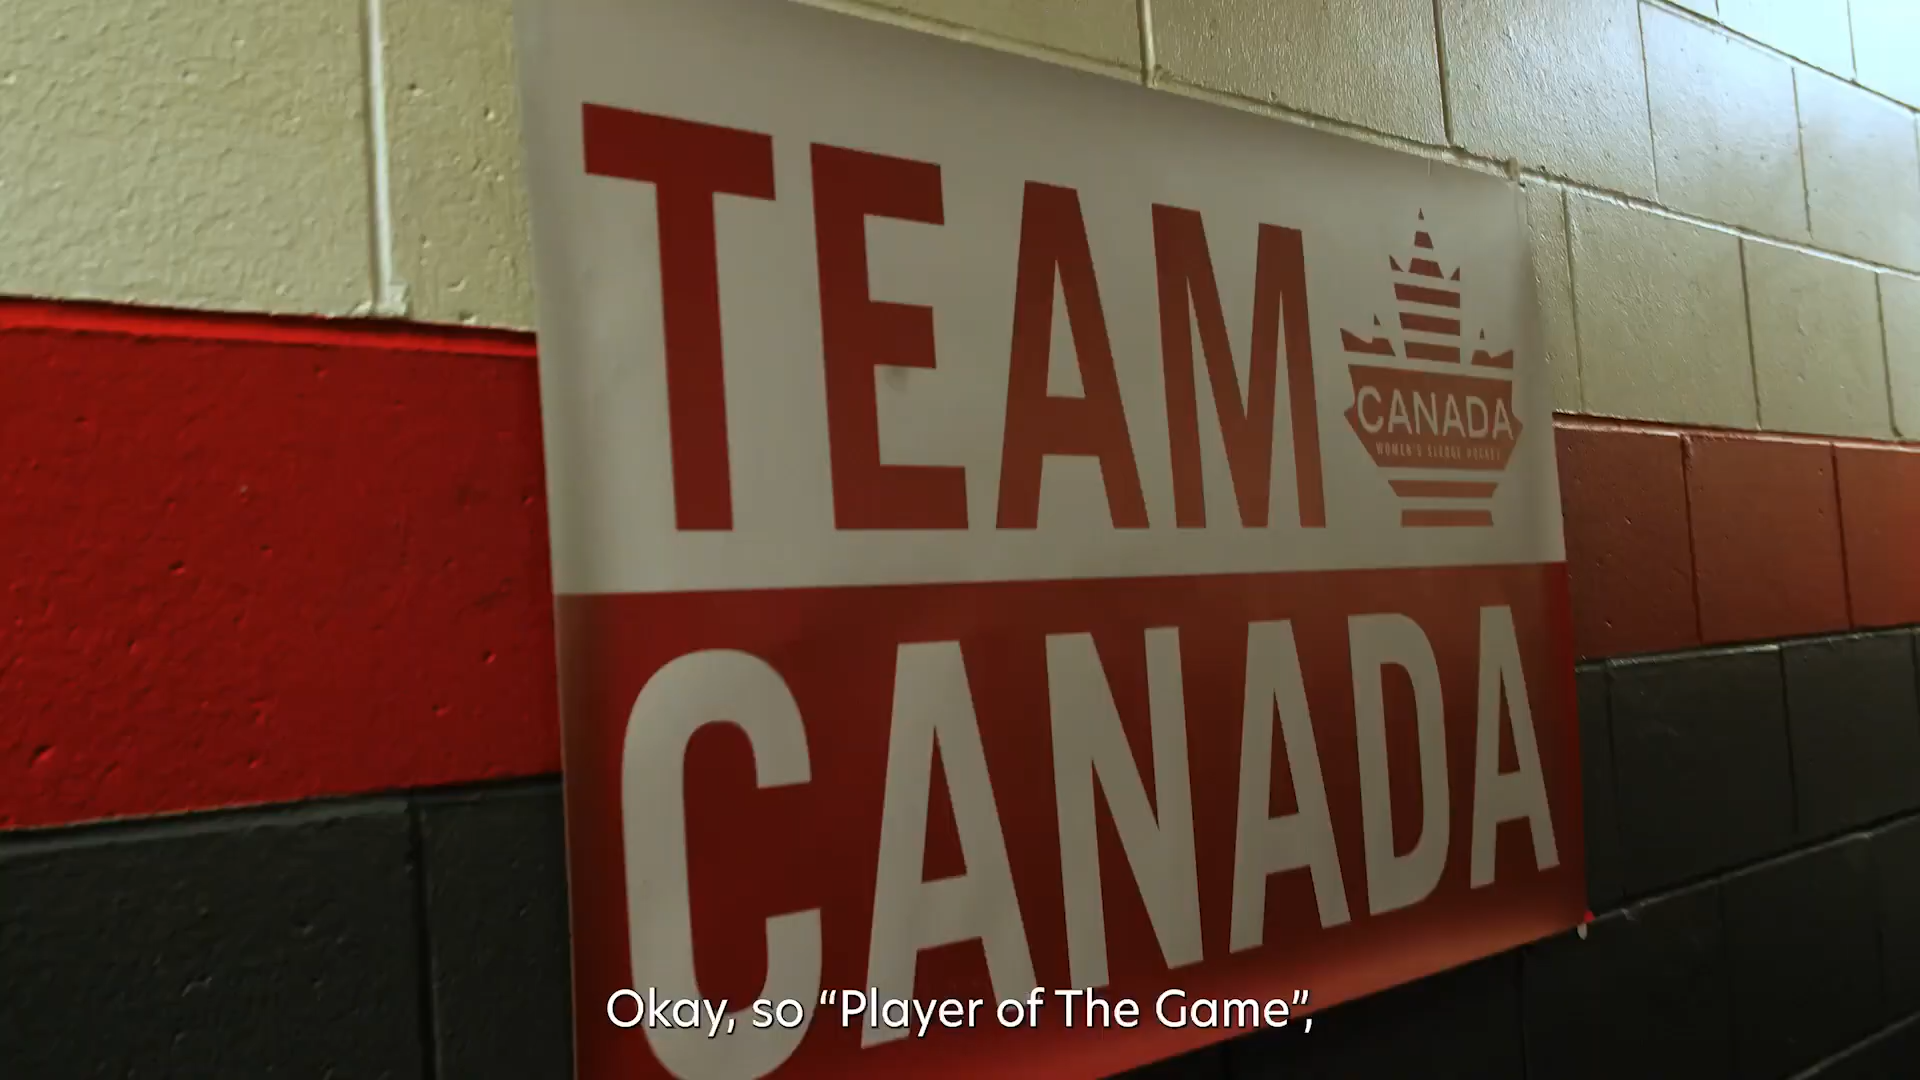 TEAM
CANADA
WOMEN'S SLEDGE HOCKEY
CANADA
Okay, so “Player of The Game”,